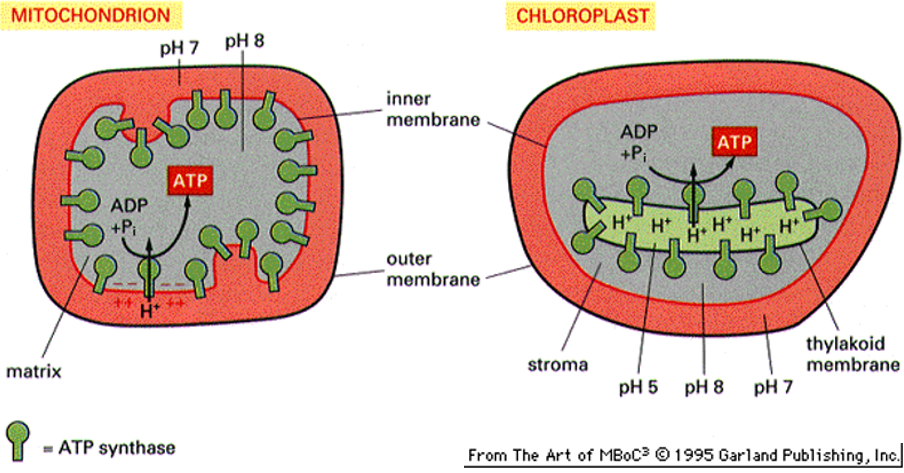 MITOCHONDRION
pH 7
pH 8
inner
membrane
ATP
ADP
+Pi
outer
membrane
- - - - -
++ ++
H+
matrix
= ATP synthase
CHLOROPLAST
ADP
+Pi
ATP
H+
H+
H+
H+
H+
H+
stroma
pH 5
pH 8
pH 7
thylakoid
membrane
From The Art of MBoC³ © 1995 Garland Publishing, Inc.